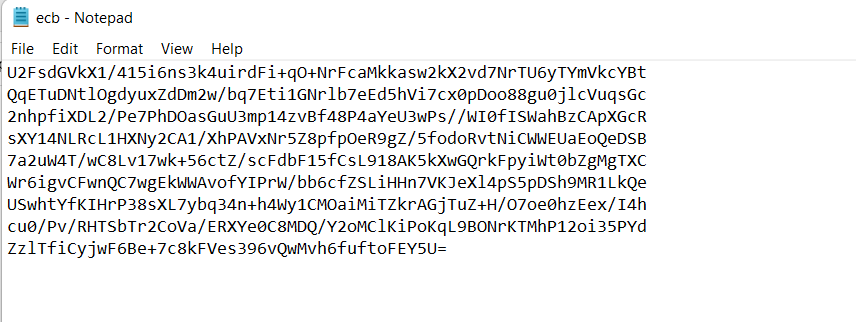 ecb - Notepad
File Edit Format View Help
U2FsdGVkX1/415i6ns3k4uirdFi+qO+NrFcaMkkasw2kX2vd7NrTU6yTYmVkcYBt
QqETuDNtlOgdyuxZdDm2w/bq7Eti1GNrlb7eEd5hVi7cx0pDoo88gu0jlcVuqsGc
2nhpfiXDL2/Pe7PhDOasGuU3mp14zvBf48P4aYeU3wPs//WI0fISWahBzCApXGcR
sXY14NLRcL1HXNy2CA1/XhPAVxNr5Z8pfpOeR9gZ/5fodoRvtNiCWWEUaEoQeDSB
7a2uW4T/wC8Lv17wk+56ctZ/scFdbF15fCsL918AK5kXwGQrkFpyiWt0bZgMgTXC
Wr6igvCFwnQC7wgEkWWAvofYIPrW/bb6cfZSLiHHn7VKJeXl4pS5pDSh9MR1LkQe
USwhtYfKIHrP38sXL7ybq34n+h4Wy1CMOaiMiTZkrAGjTuZ+H/O7oe0hzEex/I4h
cu0/Pv/RHTSbTr2CoVa/ERXYe0C8MDQ/Y2oMClKiPoKqL9BONrKTMhP12oi35PYd
ZzlTfiCyjwF6Be+7c8kFVes396vQwMvh6fuftoFEY5U=